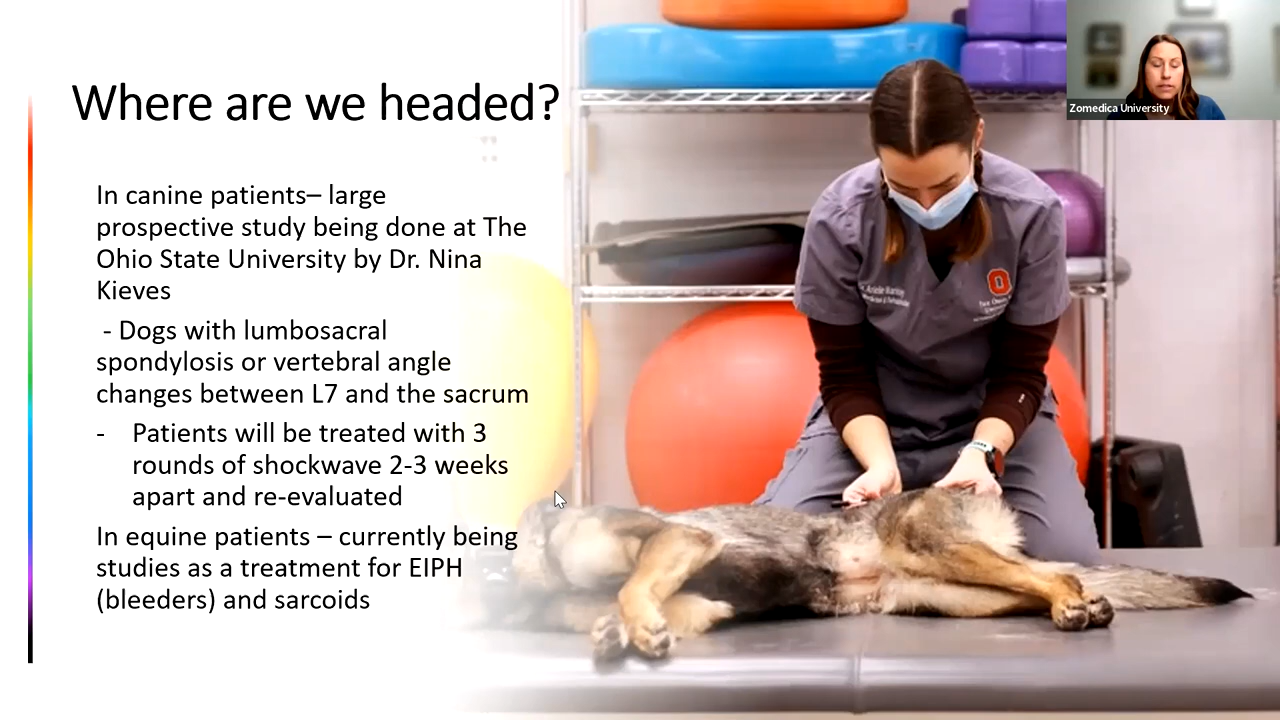 Where are we headed?
Zomedica University
In canine patients– large
prospective study being done at The
Ohio State University by Dr. Nina
Kieves
- Dogs with lumbosacral
spondylosis or vertebral angle
changes between L7 and the sacrum
- Patients will be treated with 3
rounds of shockwave 2-3 weeks
apart and re-evaluated
In equine patients – currently being
studies as a treatment for EIPH
(bleeders) and sarcoids